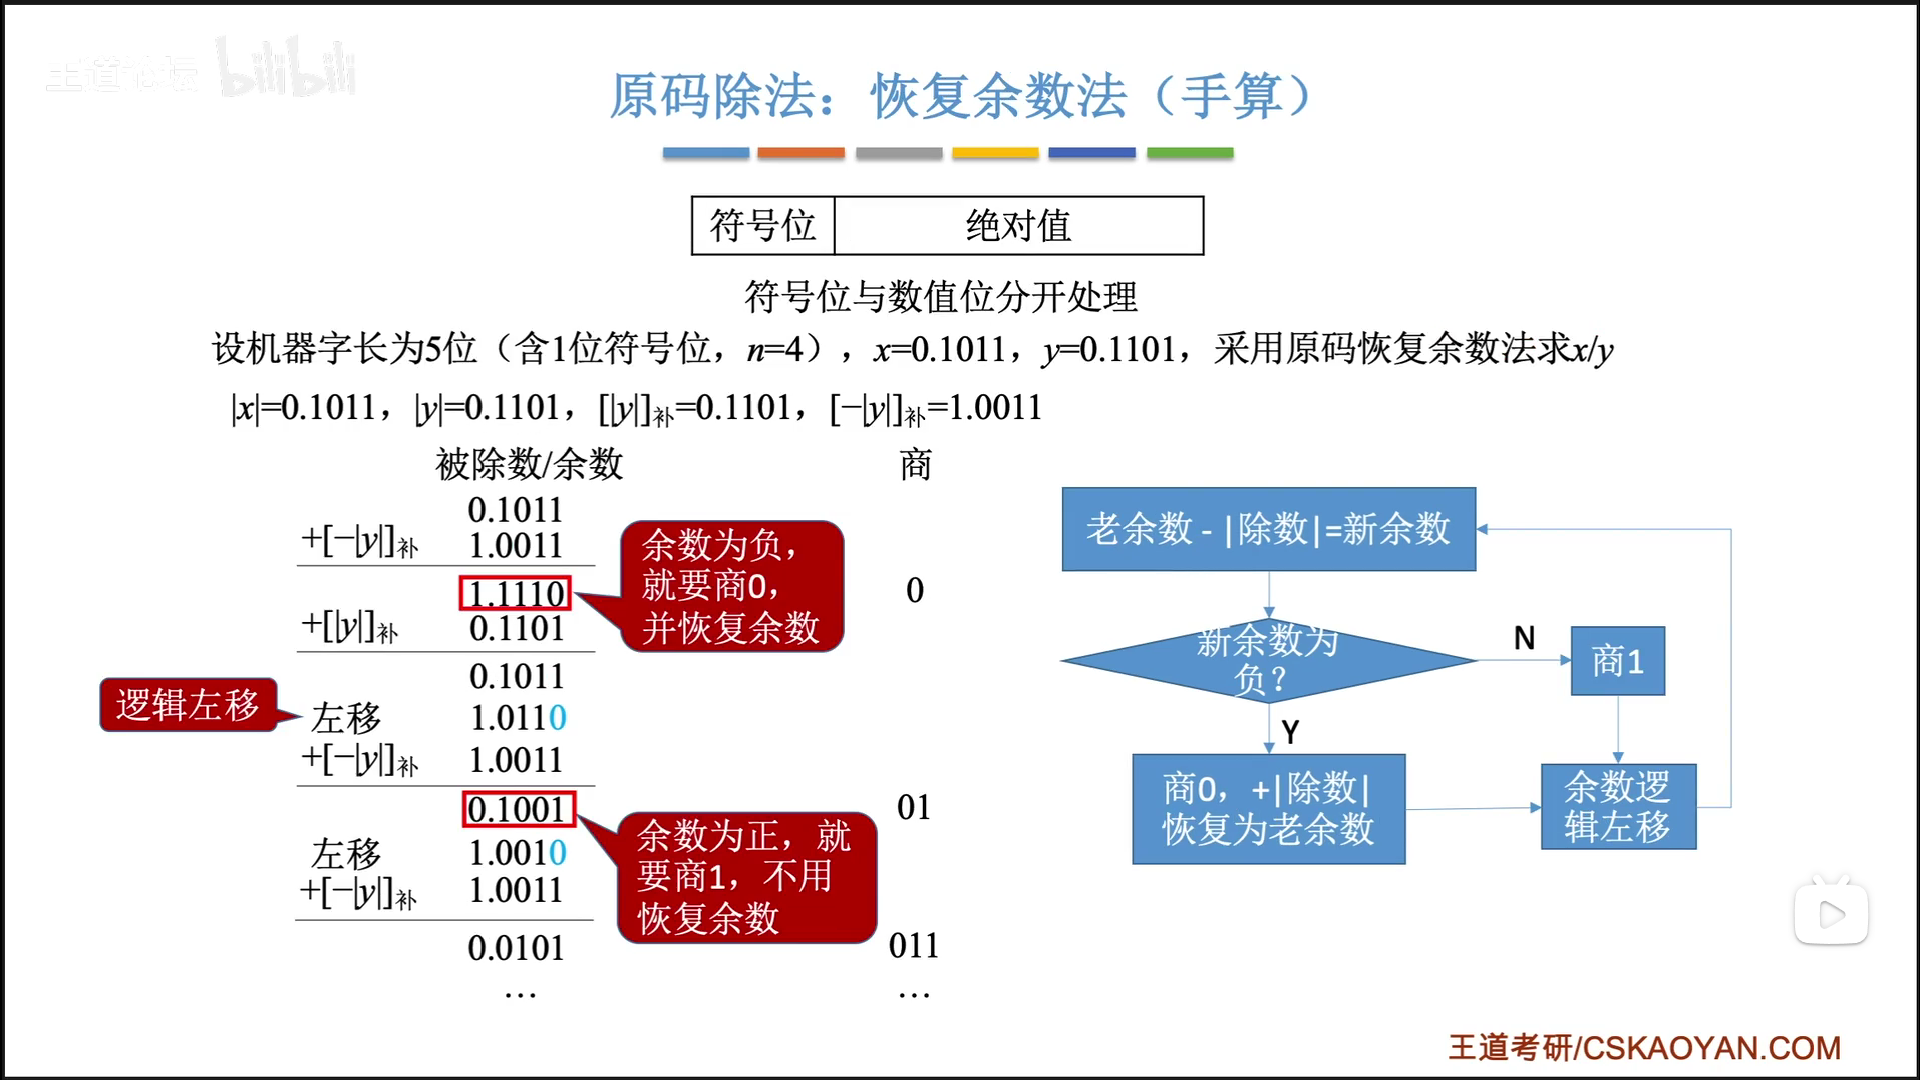 王道论坛 bilibili
原码除法：恢复余数法（手算）
符号位 绝对值
符号位与数值位分开处理
设机器字长为5位（含1位符号位，n=4），x=0.1011，y=0.1101，采用原码恢复余数法求x/y
|x|=0.1011，|y|=0.1101，[|y|]补=0.1101，[−|y|]补=1.0011
被除数/余数 商
0.1011
+[−|y|]补 1.0011
1.1110 0
+[|y|]补 0.1101
0.1011
左移 1.0110
+[−|y|]补 1.0011
0.1001 01
左移 1.0010
+[−|y|]补 1.0011
0.0101 011
… …
余数为负，
就要商0，
并恢复余数
逻辑左移
余数为正，就
要商1，不用
恢复余数
老余数 - |除数|=新余数
新余数为
负？
N
商1
Y
商0，+|除数|
恢复为老余数
余数逻
辑左移
王道考研/CSKAOYAN.COM